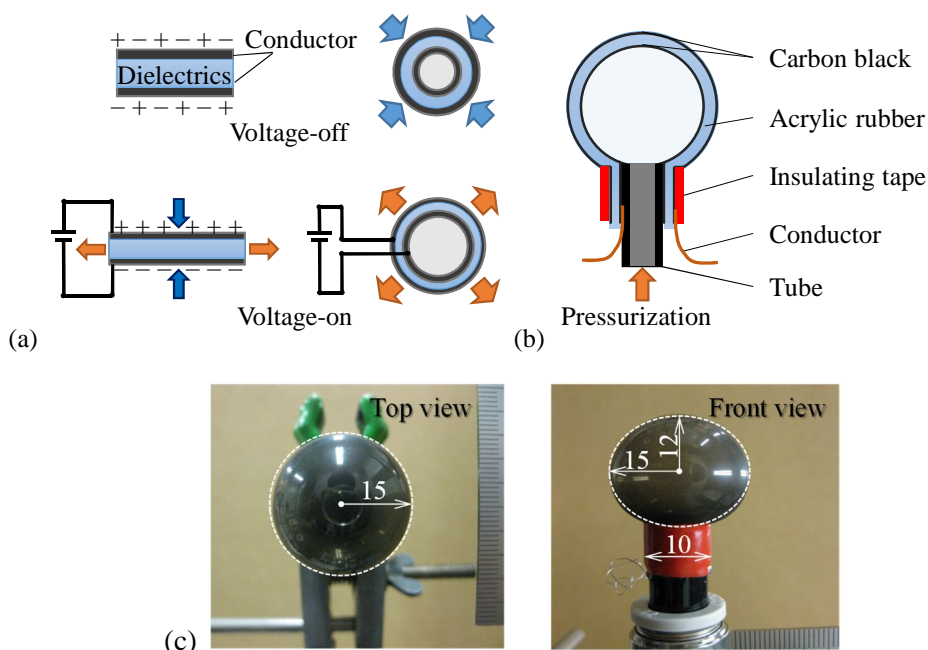 + − + − + −
Conductor
Dielectrics
− + − + − +
Voltage-off
+ + + + + +
− − − − − −
Voltage-on
(a)
Carbon black
Acrylic rubber
Insulating tape
Conductor
Tube
Pressurization
(b)
Top view
15
Front view
12
15
10
(c)